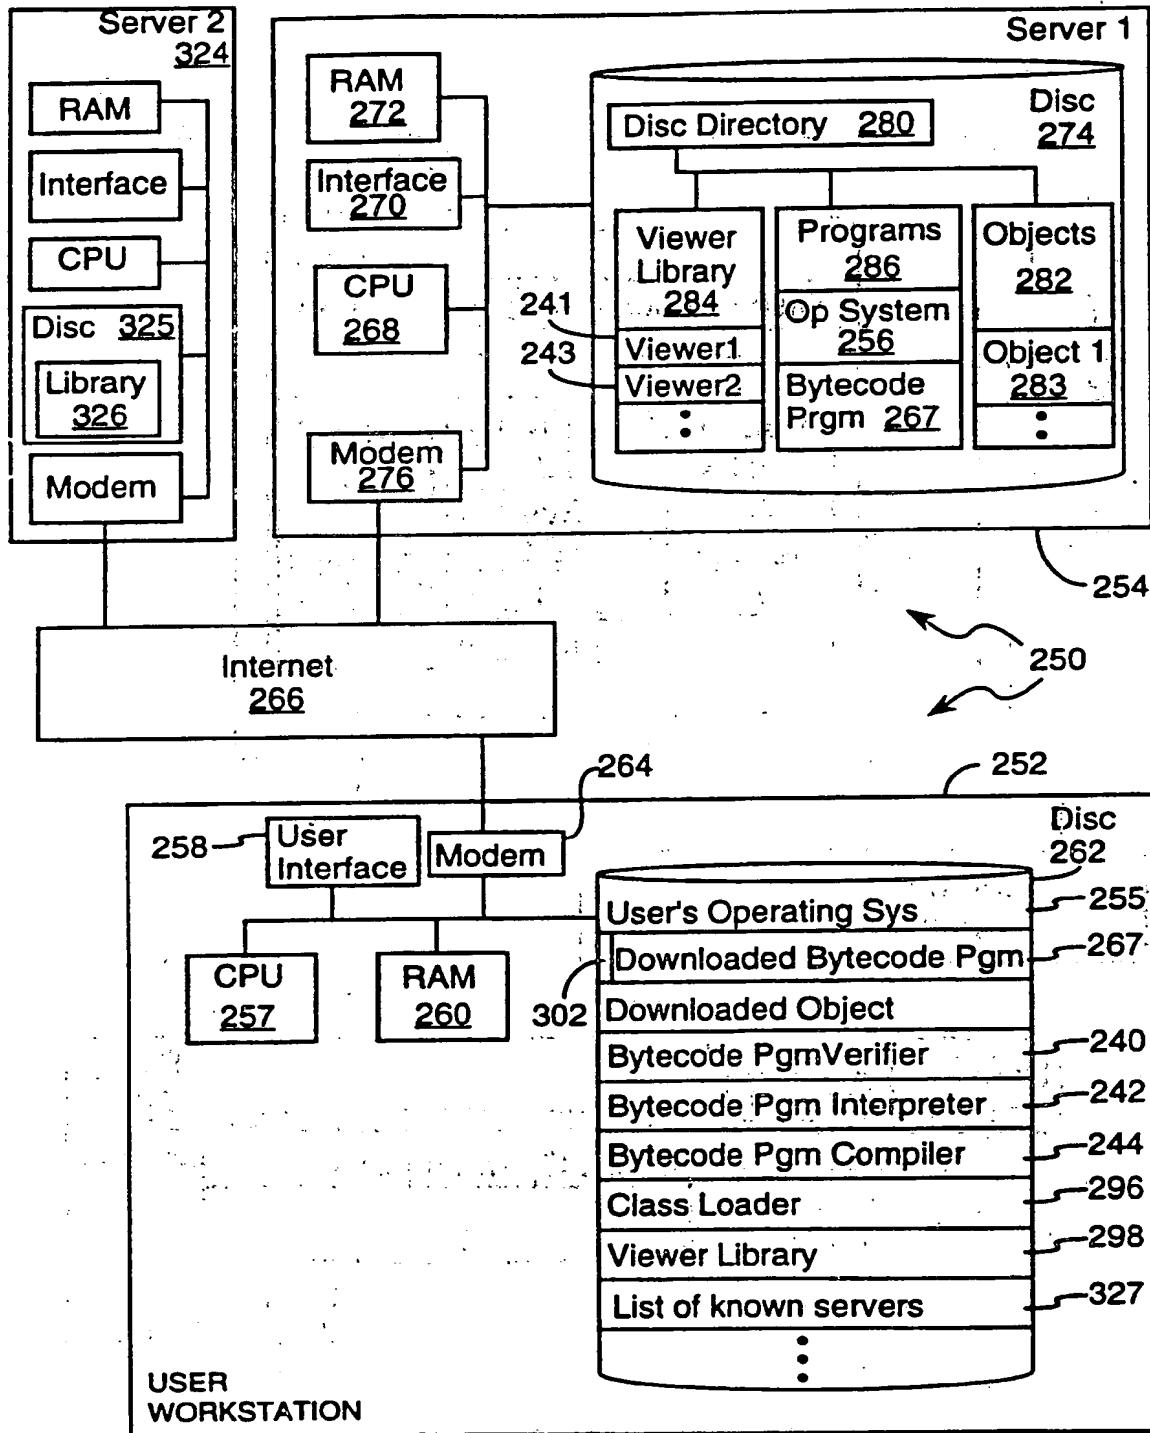 Server 2
324
RAM
Interface
CPU
Disc 325
Library
326
Modem
Server 1
RAM
272
Interface
270
CPU
268
Modem
276
Disc
274
Disc Directory 280
Viewer
Library
284
241
Viewer1
243
Viewer2
Programs
286
Op System
256
Bytecode
Prgm 267
Objects
282
Object 1
283
254
250
Internet
266
264
252
258
User
Interface
Modem
CPU
257
RAM
260
Disc
262
User's Operating Sys
255
Downloaded Bytecode Pgm
267
302
Downloaded Object
Bytecode PgmVerifier
240
Bytecode Pgm Interpreter
242
Bytecode Pgm Compiler
244
Class Loader
296
Viewer Library
298
List of known servers
327
USER
WORKSTATION